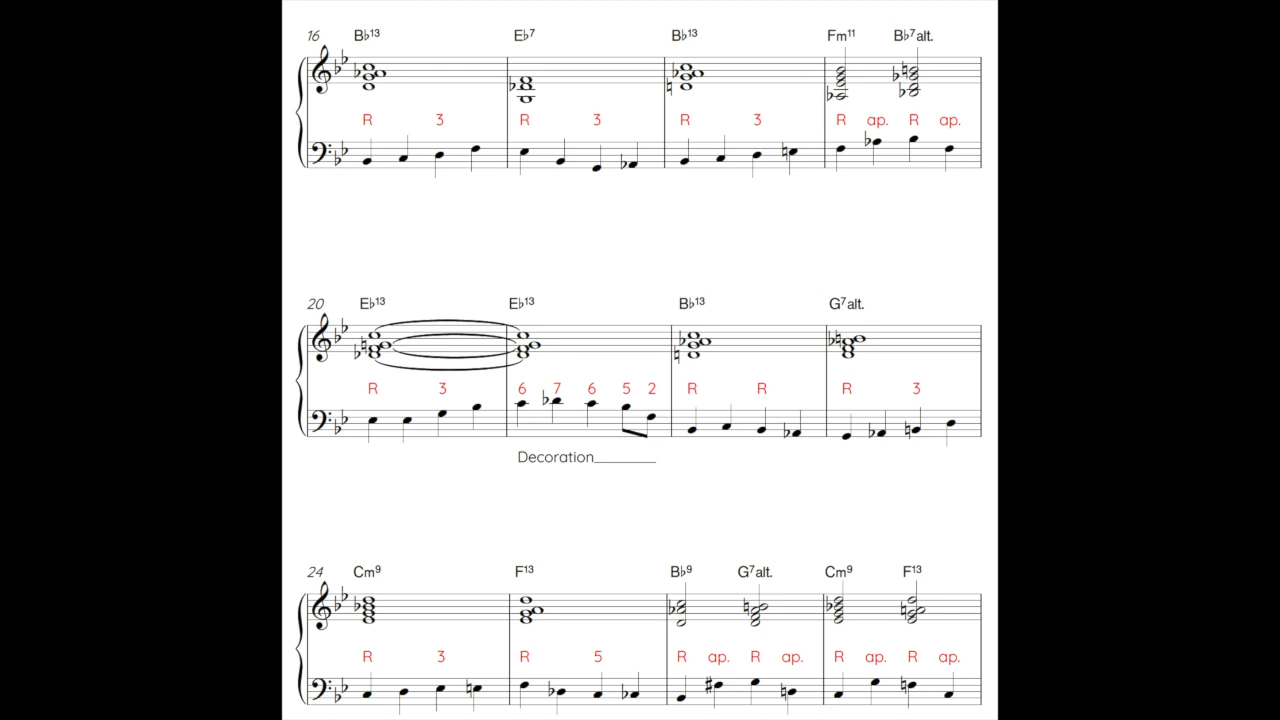 16 B♭13 E♭7 B♭13 Fm11 B♭7alt.
R 3 R 3 R 3 R ap. R ap.
20 E♭13 E♭13 B♭13 G7alt.
R 3 6 7 6 5 2 R R R 3
Decoration
24 Cm9 F13 B♭9 G7alt. Cm9 F13
R 3 R 5 R ap. R ap. R ap. R ap.